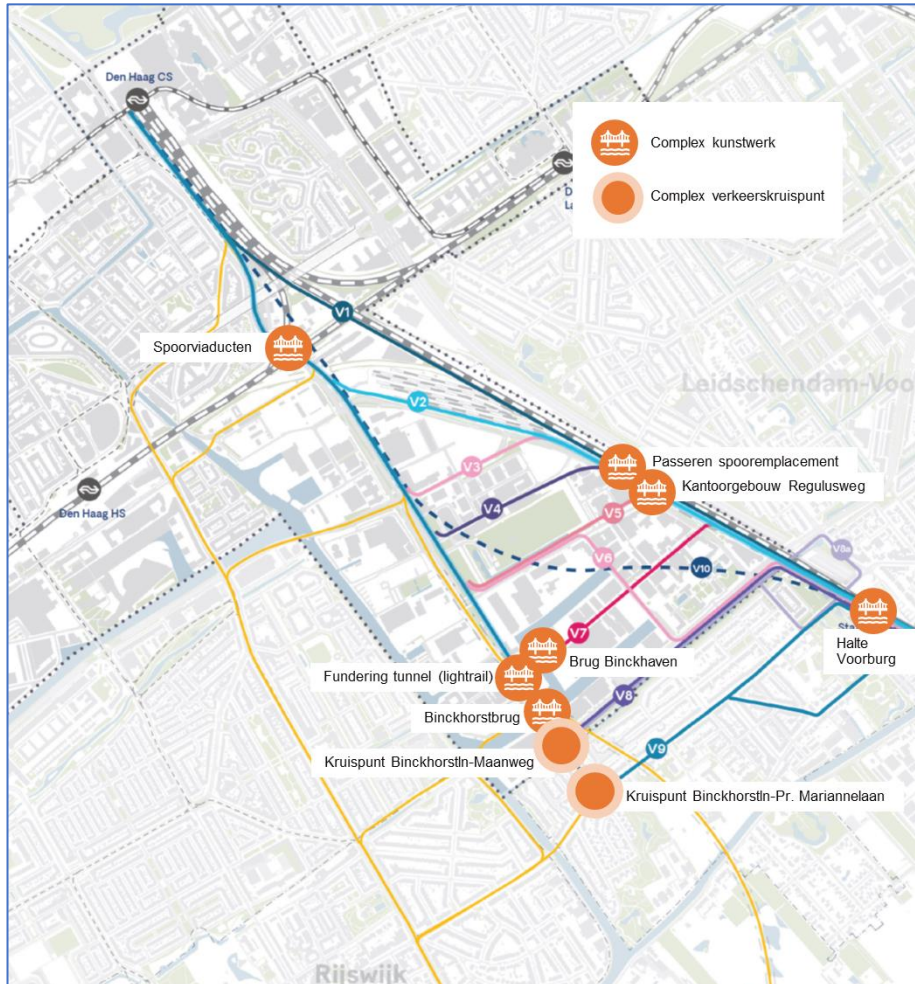 Den Haag CS
Complex kunstwerk
Complex verkeerskruispunt
V1
Spoorviaducten
Leidschendam-Voo
V2
V3
Passeren spooremplacement
Kantoorgebouw Regulusweg
Den Haag HS
V4
V5
V6
V8a
V10
Halte
Voorburg
V7
Brug Binckhaven
Fundering tunnel (lightrail)
V8
Binckhorstbrug
V9
Kruispunt Binckhorstln-Maanweg
Kruispunt Binckhorstln-Pr. Mariannelaan
Rijswijk